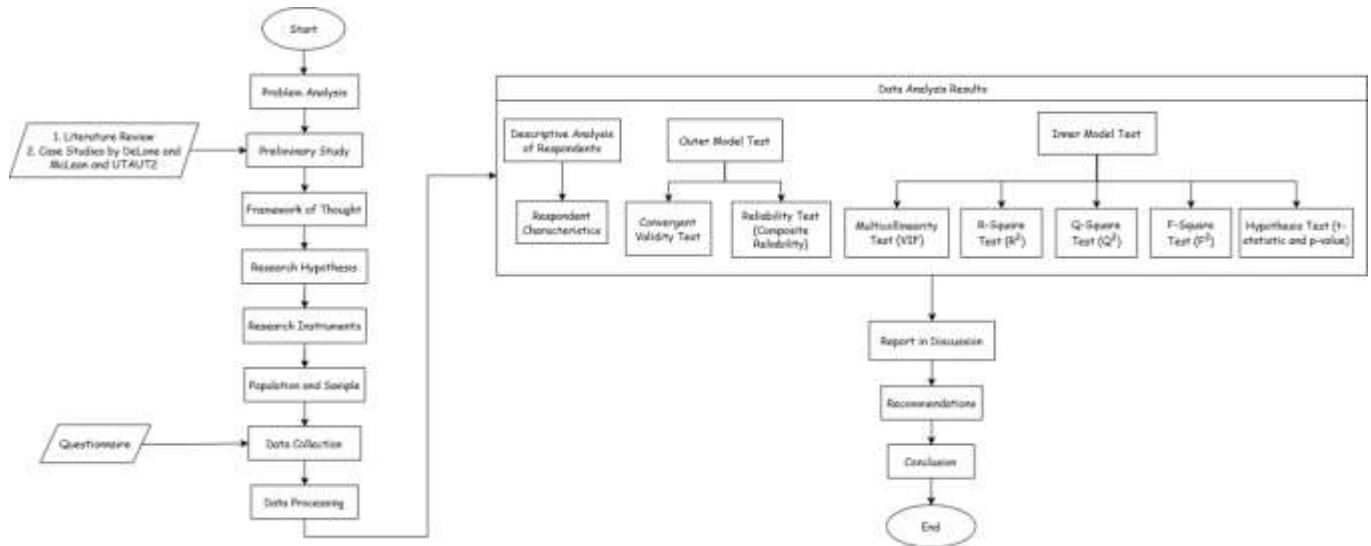 Start
Problem Analysis
1. Literature Review
2. Case Studies by DeLone and
McLean and UTAUT2
Preliminary Study
Framework of Thought
Research Hypothesis
Research Instruments
Population and Sample
Questionnaire
Data Collection
Data Processing
Data Analysis Results
Descriptive Analysis
of Respondents
Respondent
Characteristics
Outer Model Test
Convergent
Validity Test
Reliability Test
(Composite
Reliability)
Inner Model Test
Multicollinearity
Test (VIF)
R-Square
Test (R²)
Q-Square
Test (Q²)
F-Square
Test (F²)
Hypothesis Test (t-
statistic and p-value)
Report in Discussion
Recommendations
Conclusion
End